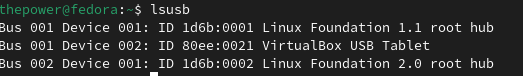 thepower@fedora:~$ lsusb
Bus 001 Device 001: ID 1d6b:0001 Linux Foundation 1.1 root hub
Bus 001 Device 002: ID 80ee:0021 VirtualBox USB Tablet
Bus 002 Device 001: ID 1d6b:0002 Linux Foundation 2.0 root hub